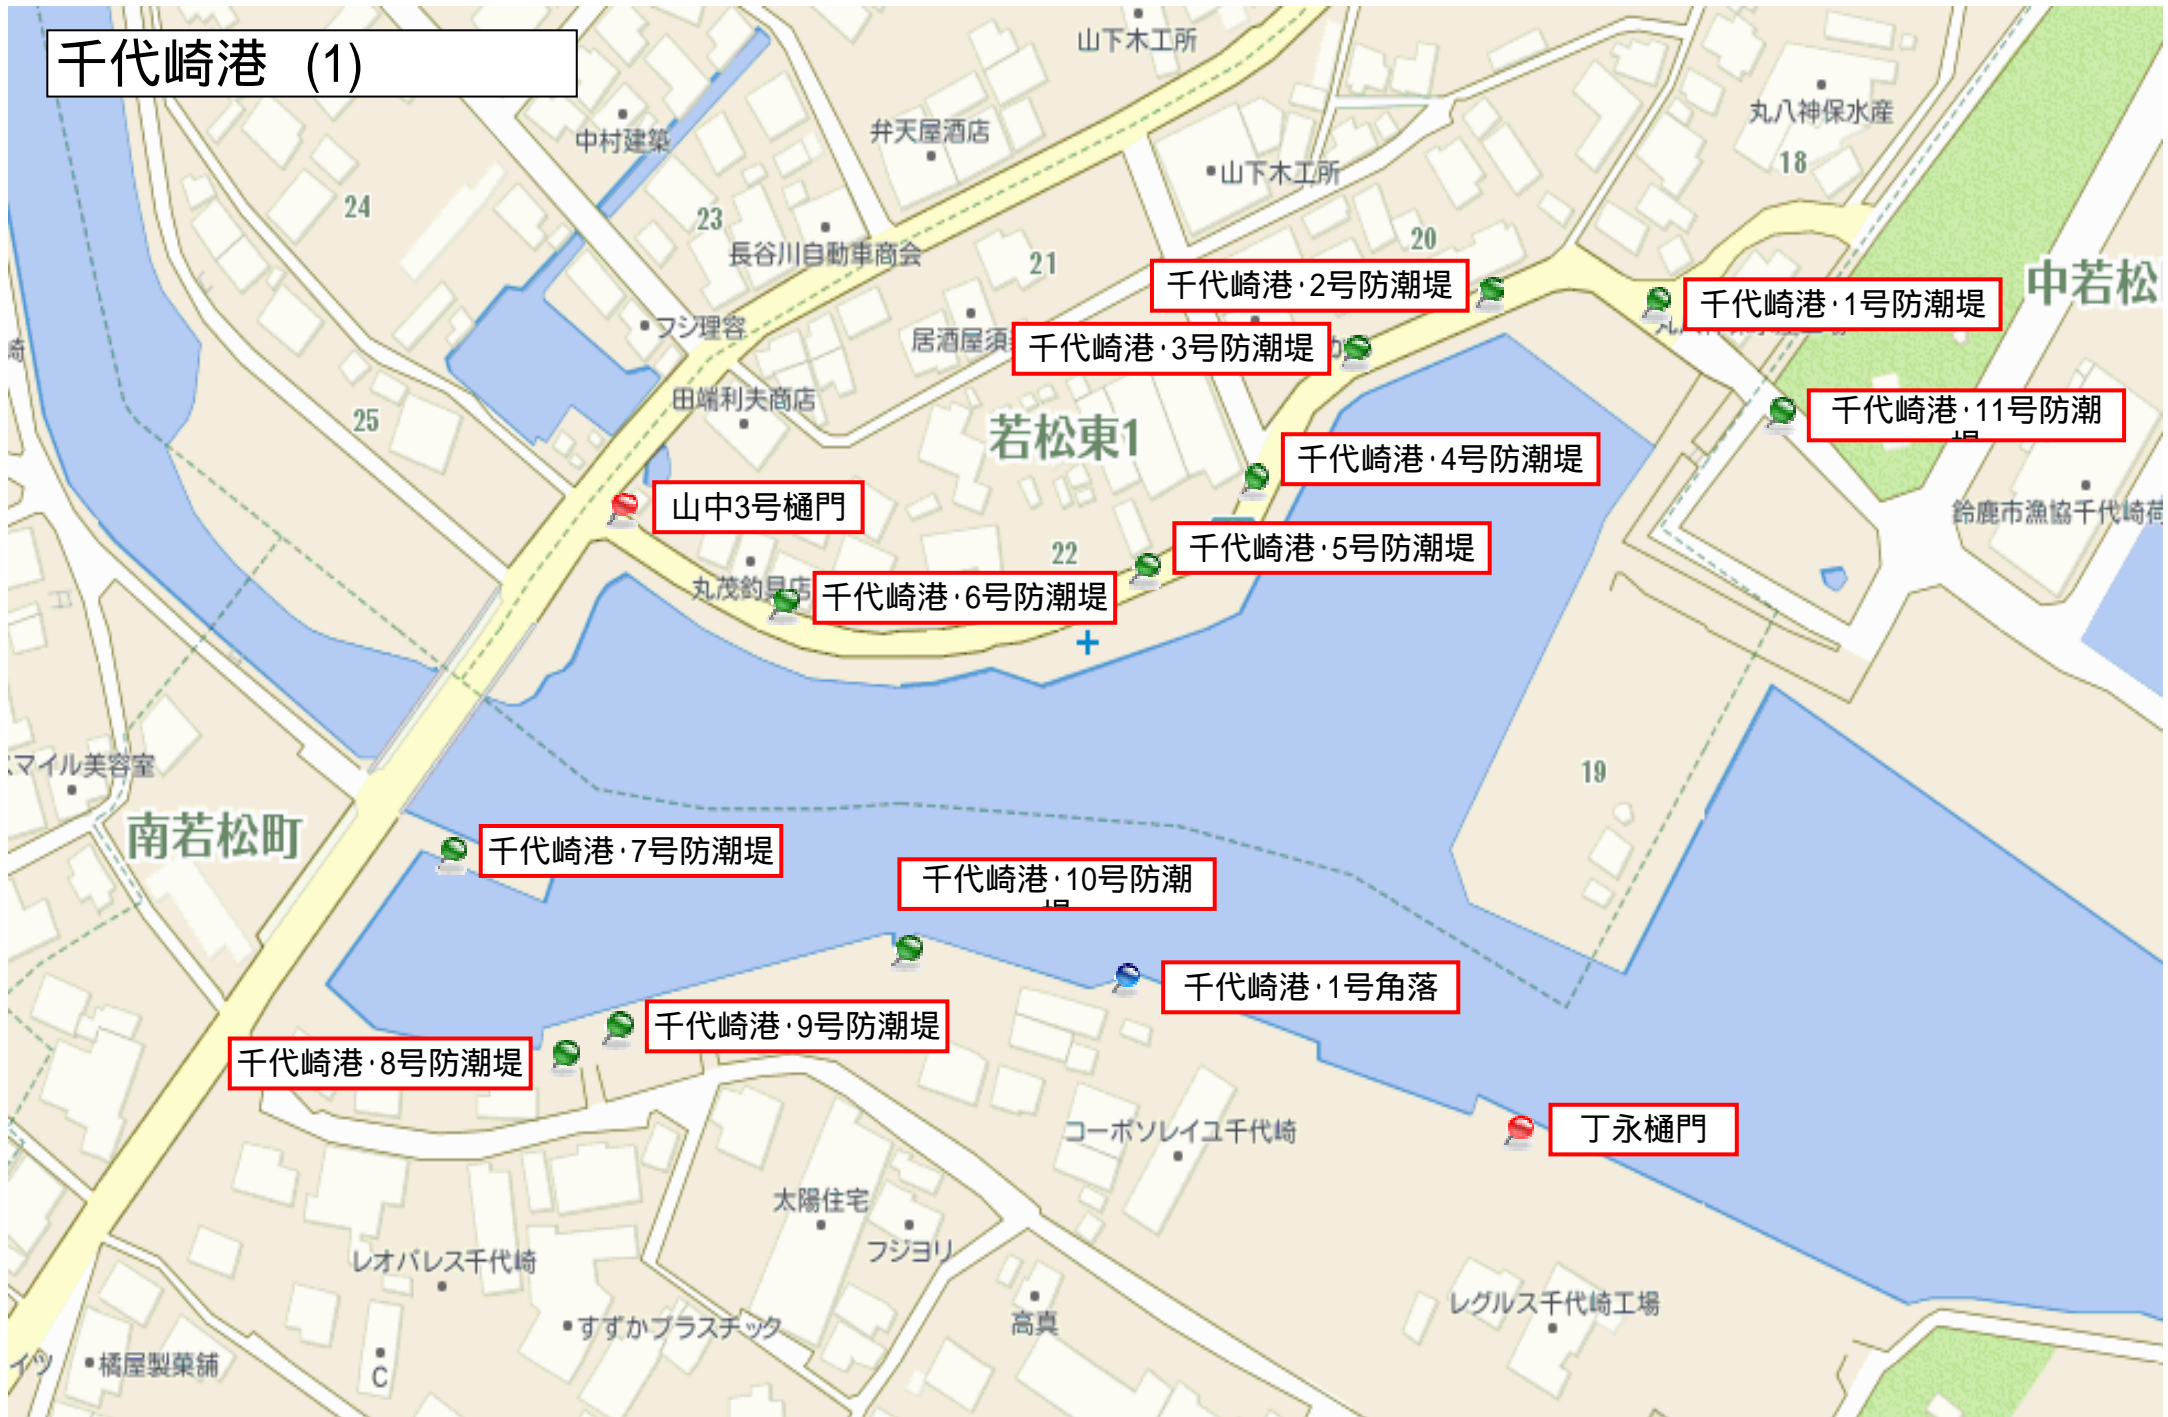 千代崎港 (1)
山下木工所
丸八神保水産
中村建築
弁天屋酒店
山下木工所
18
24
23
長谷川自動車商会
21
20
千代崎港・2号防潮堤
千代崎港・1号防潮堤
中若松
フジ理容
居酒屋須
千代崎港・3号防潮堤
崎
田端利夫商店
25
若松東1
千代崎港・11号防潮
千代崎港・4号防潮堤
山中3号樋門
鈴鹿市漁協千代崎荷
22
千代崎港・5号防潮堤
丸茂釣具店
千代崎港・6号防潮堤
マイル美容室
19
南若松町
千代崎港・7号防潮堤
千代崎港・10号防潮
千代崎港・1号角落
千代崎港・9号防潮堤
千代崎港・8号防潮堤
コーポソレイユ千代崎
丁永樋門
太陽住宅
フジヨリ
レオパレス千代崎
レグルス千代崎工場
すずかプラスチック
高真
イツ
橘屋製菓舗
C